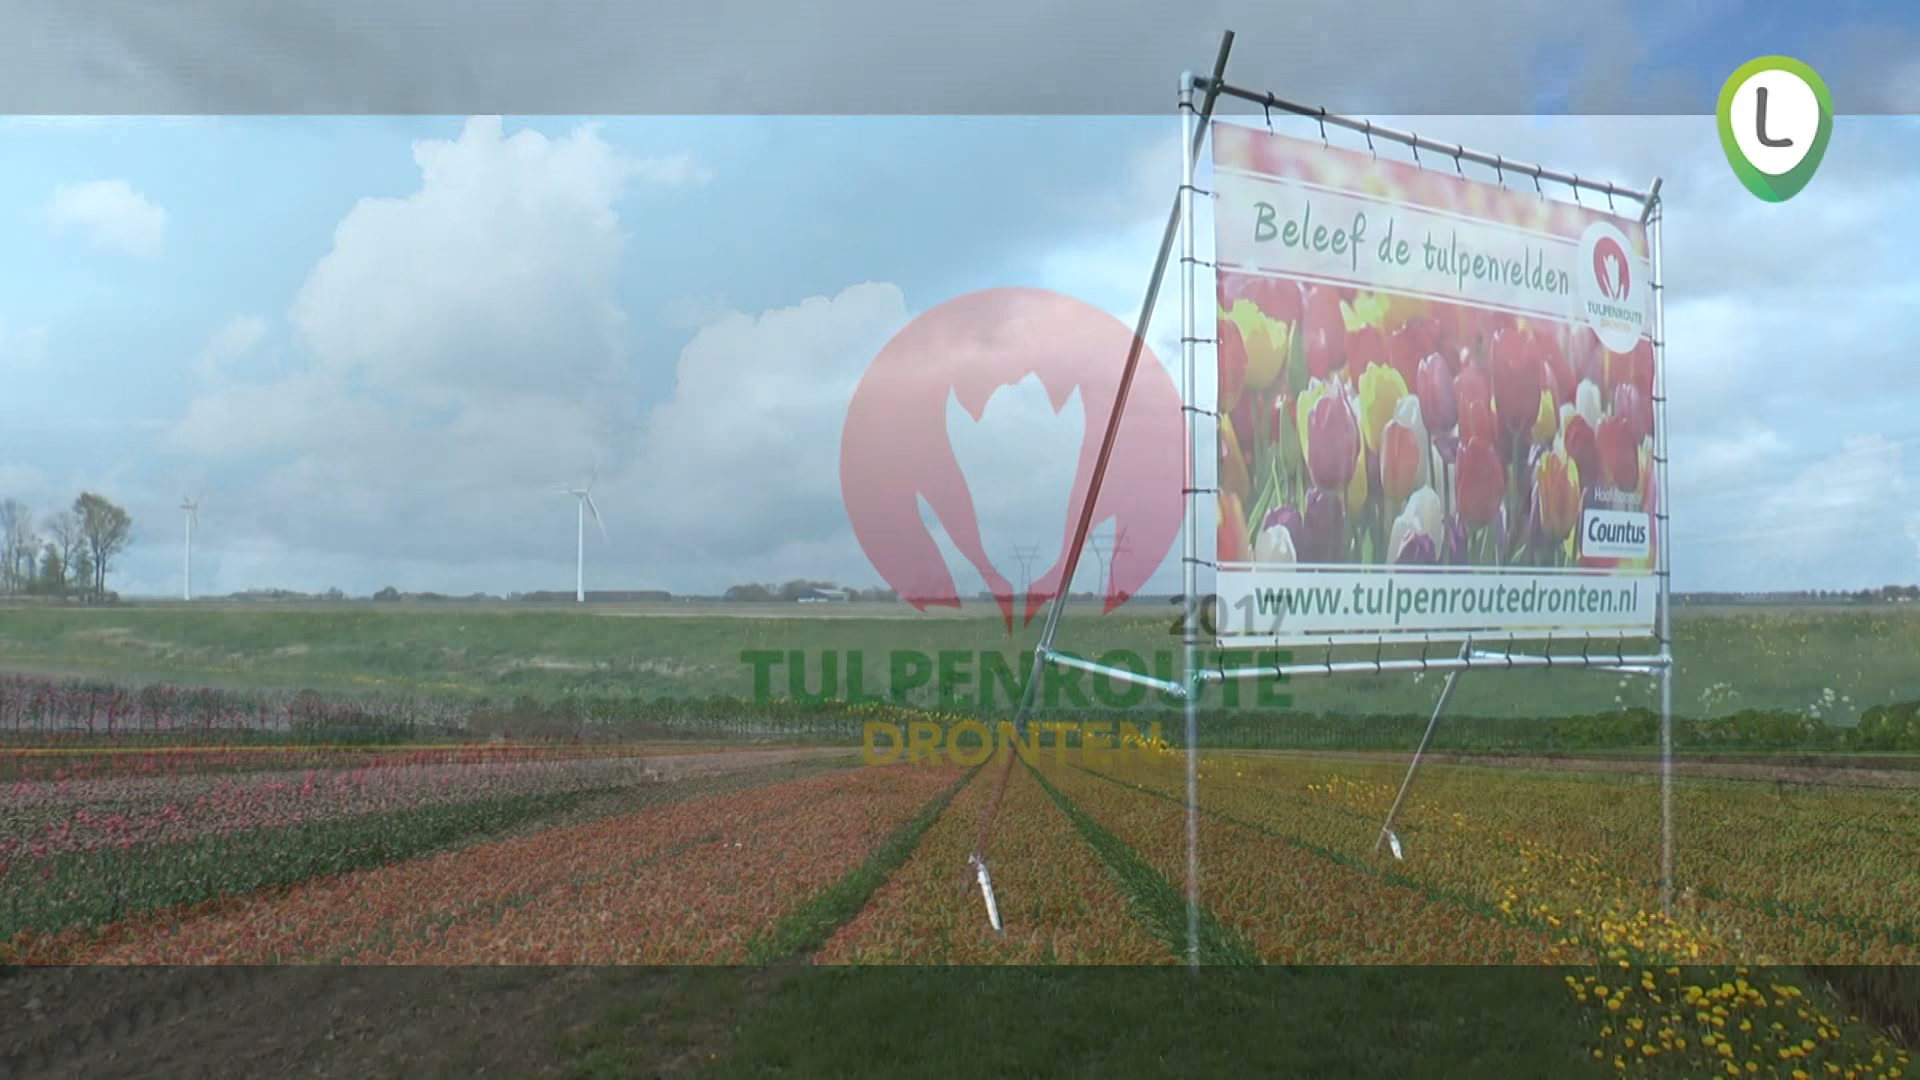 L
Beleef de tulpenvelden
TULPENROUTE
DRONTEN
Countus
www.tulpenroutedronten.nl
2017
TULPENROUTE
DRONTEN